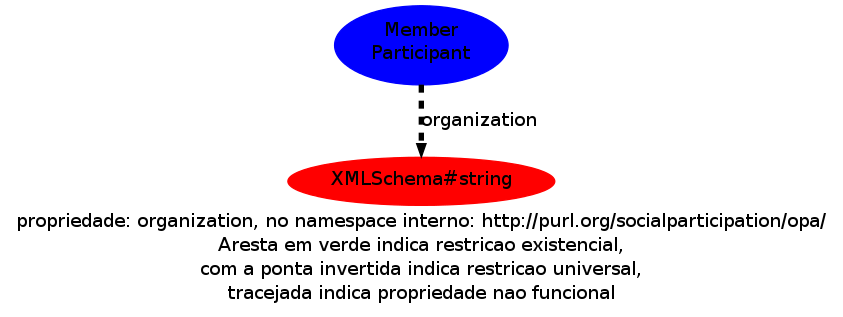 Member
Participant
organization
XMLSchema#string
propriedade: organization, no namespace interno: http://purl.org/socialparticipation/opa/
Aresta em verde indica restricao existencial,
com a ponta invertida indica restricao universal,
tracejada indica propriedade nao funcional